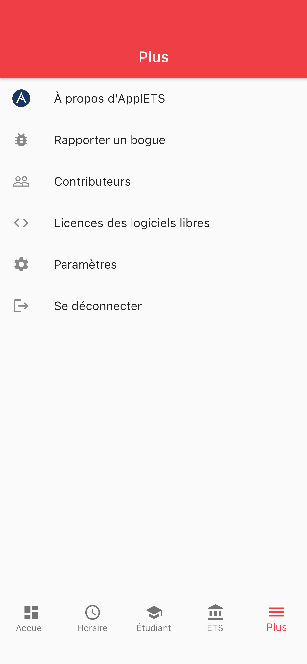 Plus
À propos d'ApplETS
Rapporter un bogue
Contributeurs
Licences des logiciels libres
Paramètres
Se déconnecter
Accueil
Horaire
Étudiant
ÉTS
Plus